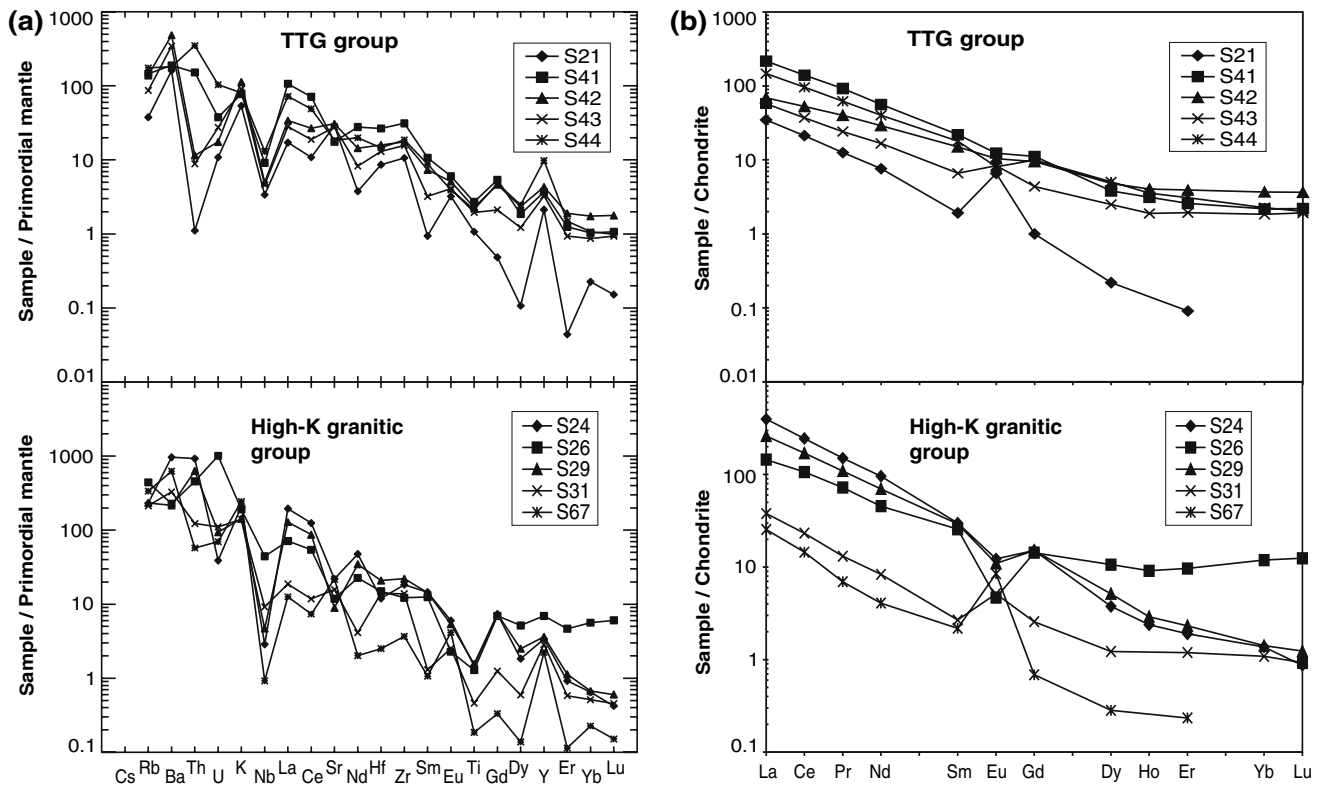 (a)
TTG group
S21
S41
S42
S43
S44
1000
100
10
1
0.1
0.01
Sample / Primordial mantle
High-K granitic
group
S24
S26
S29
S31
S67
1000
100
10
1
0.1
Sample / Primordial mantle
Cs Rb Ba Th U K Nb La Ce Sr Nd Hf Zr Sm Eu Ti Gd Dy Y Er Yb Lu
(b)
TTG group
S21
S41
S42
S43
S44
1000
100
10
1
0.1
0.01
Sample / Chondrite
High-K granitic
group
S24
S26
S29
S31
S67
100
10
1
0.1
Sample / Chondrite
La Ce Pr Nd Sm Eu Gd Dy Ho Er Yb Lu